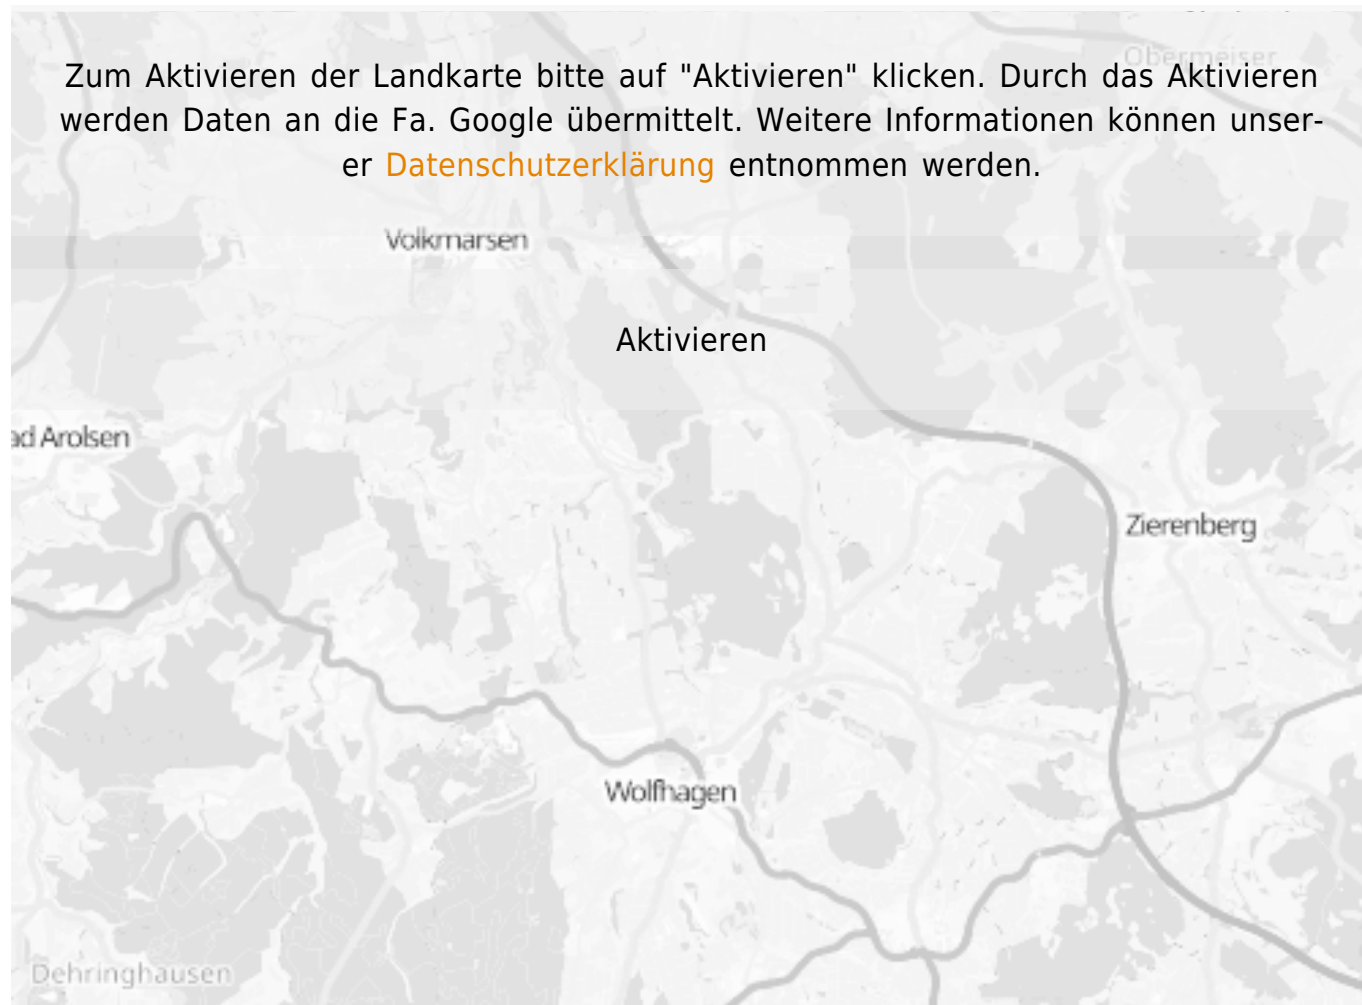 Obermeiser
Zum Aktivieren der Landkarte bitte auf "Aktivieren" klicken. Durch das Aktivieren
werden Daten an die Fa. Google übermittelt. Weitere Informationen können unser-
er Datenschutzerklärung entnommen werden.
Volkmarsen
Aktivieren
ad Arolsen
Zierenberg
Wolfhagen
Dehringhausen